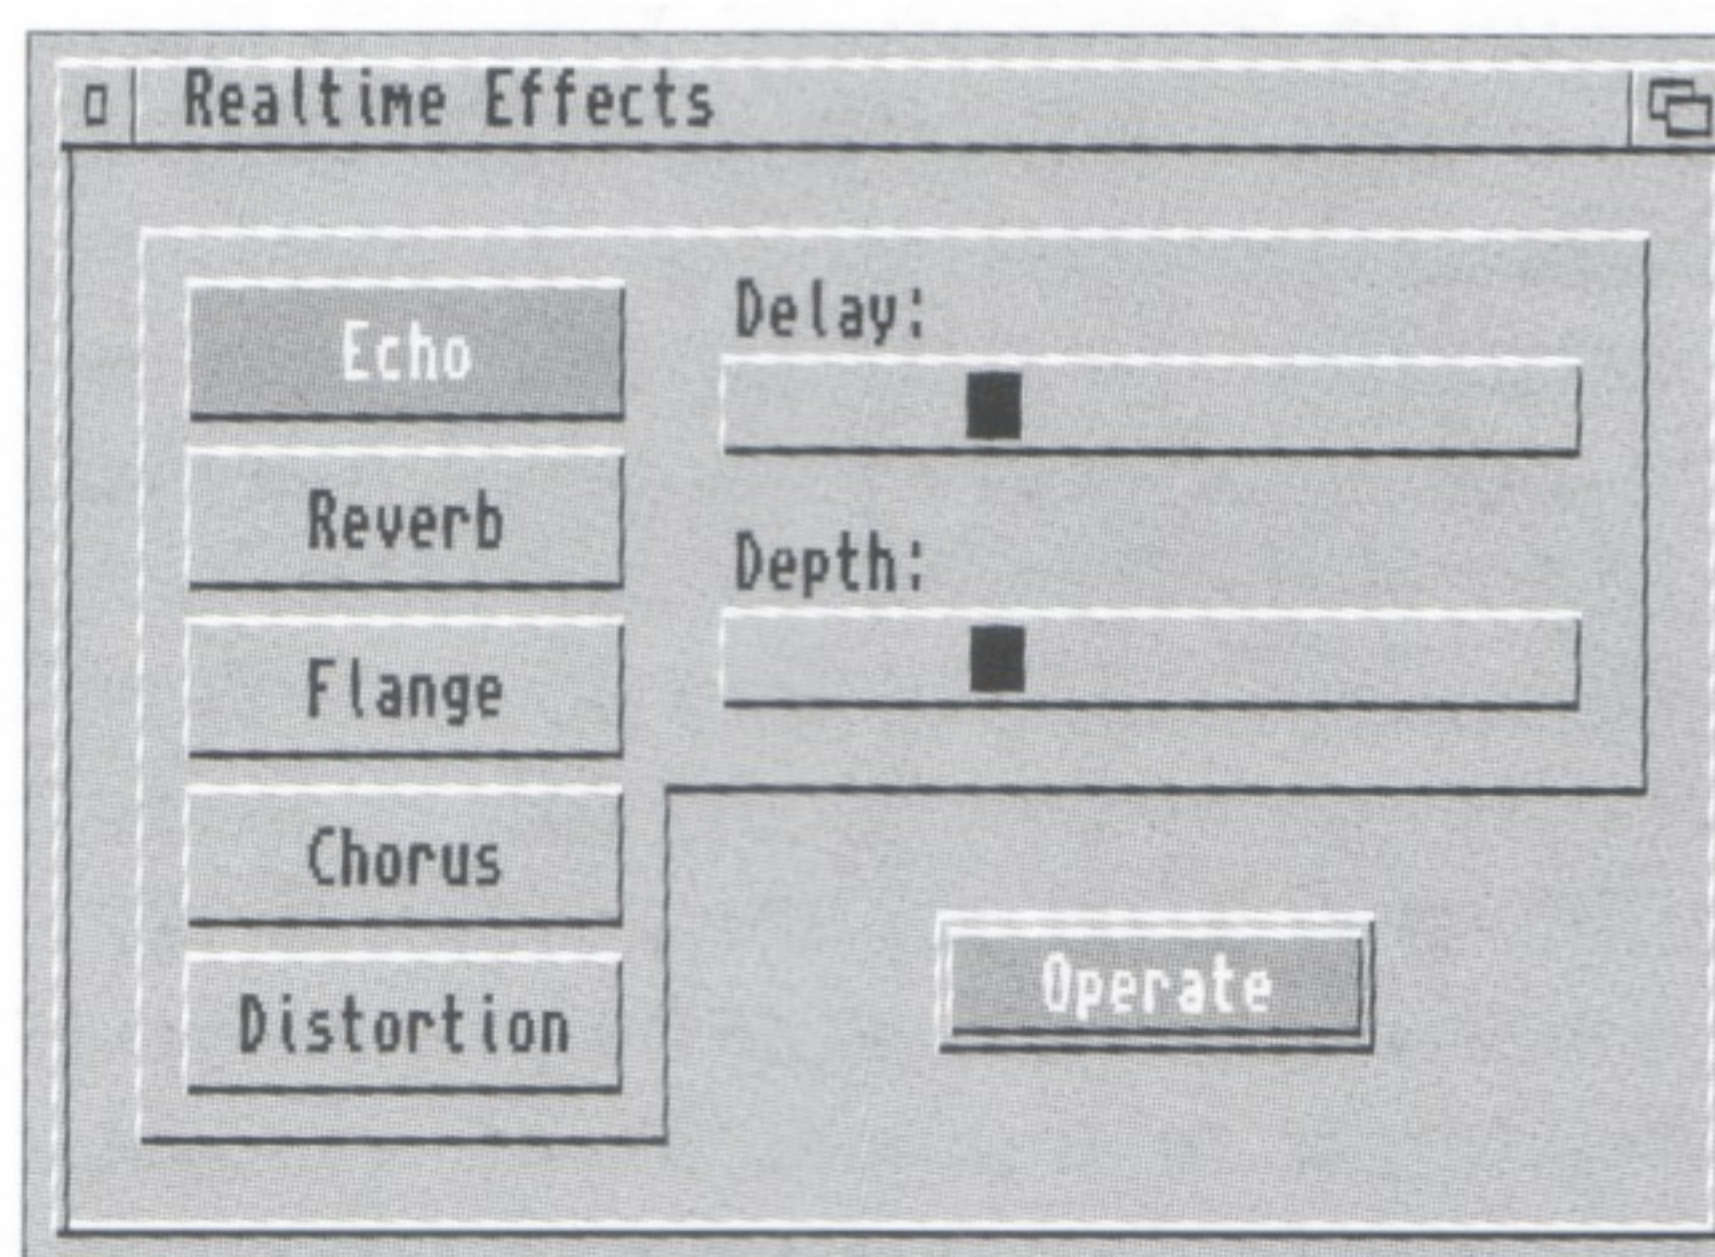 Realtime Effects
Echo
Reverb
Flange
Chorus
Distortion
Delay:
Depth:
Operate